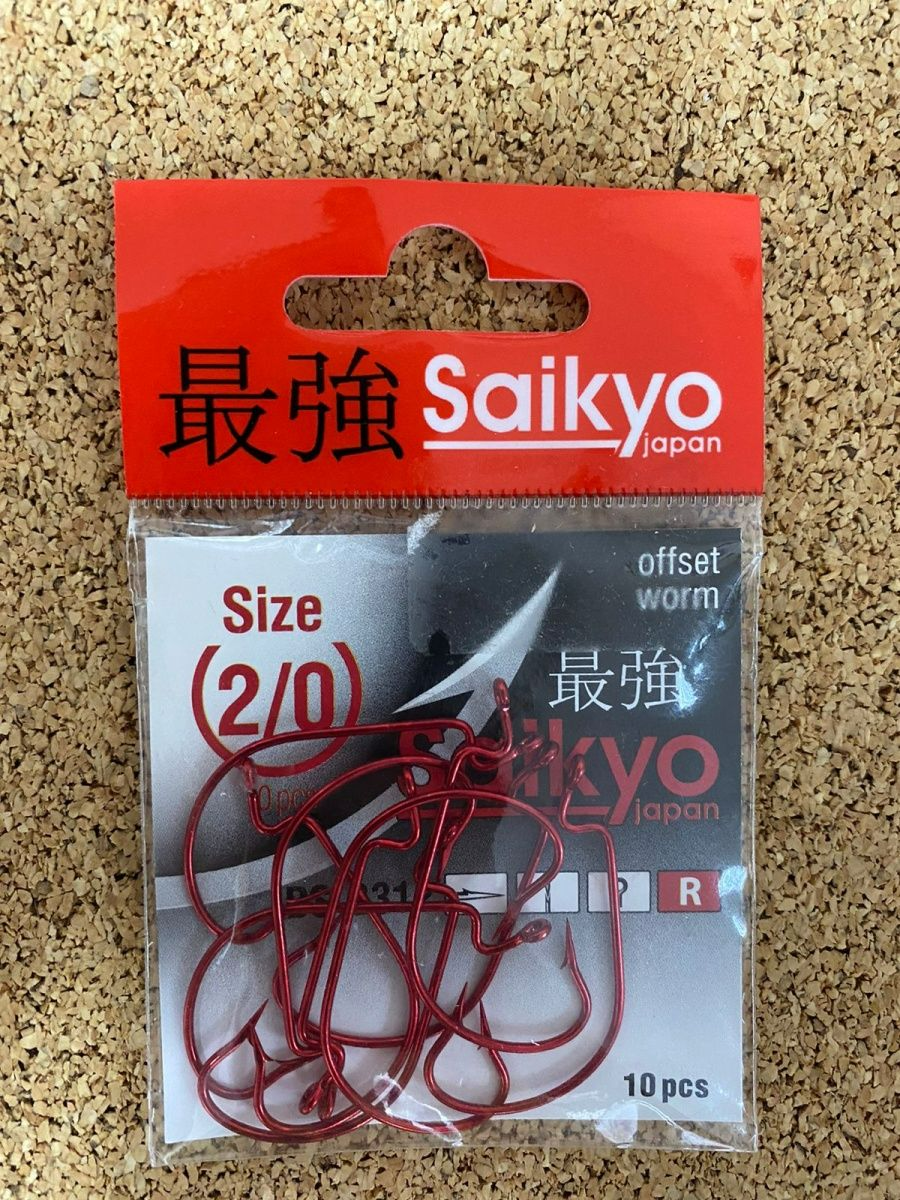 最強 Saikyo
japan
offset
worm
Size
(2/0)
最強
Saikyo
japan
R
10 pcs